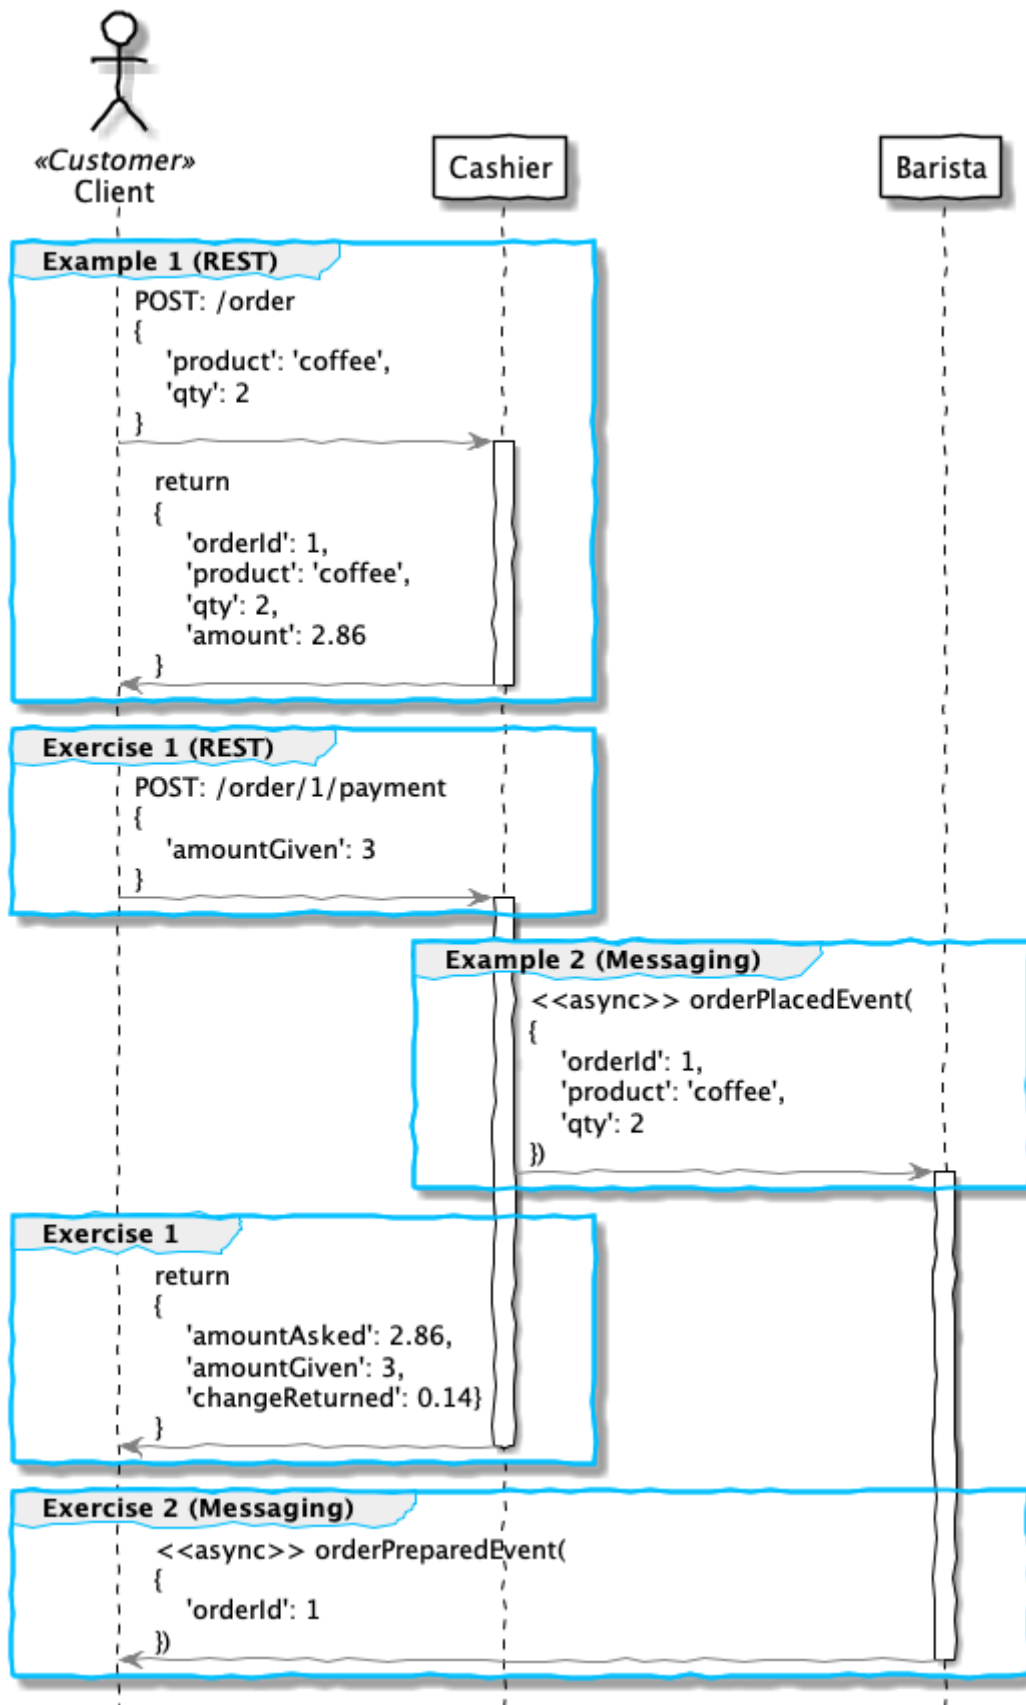 «Customer»
Client
Cashier
Barista
Example 1 (REST)
POST: /order
{
'product': 'coffee',
'qty': 2
}
return
{
'orderId': 1,
'product': 'coffee',
'qty': 2,
'amount': 2.86
}
Exercise 1 (REST)
POST: /order/1/payment
{
'amountGiven': 3
}
Example 2 (Messaging)
<<async>> orderPlacedEvent(
{
'orderId': 1,
'product': 'coffee',
'qty': 2
})
Exercise 1
return
{
'amountAsked': 2.86,
'amountGiven': 3,
'changeReturned': 0.14}
}
Exercise 2 (Messaging)
<<async>> orderPreparedEvent(
{
'orderId': 1
})